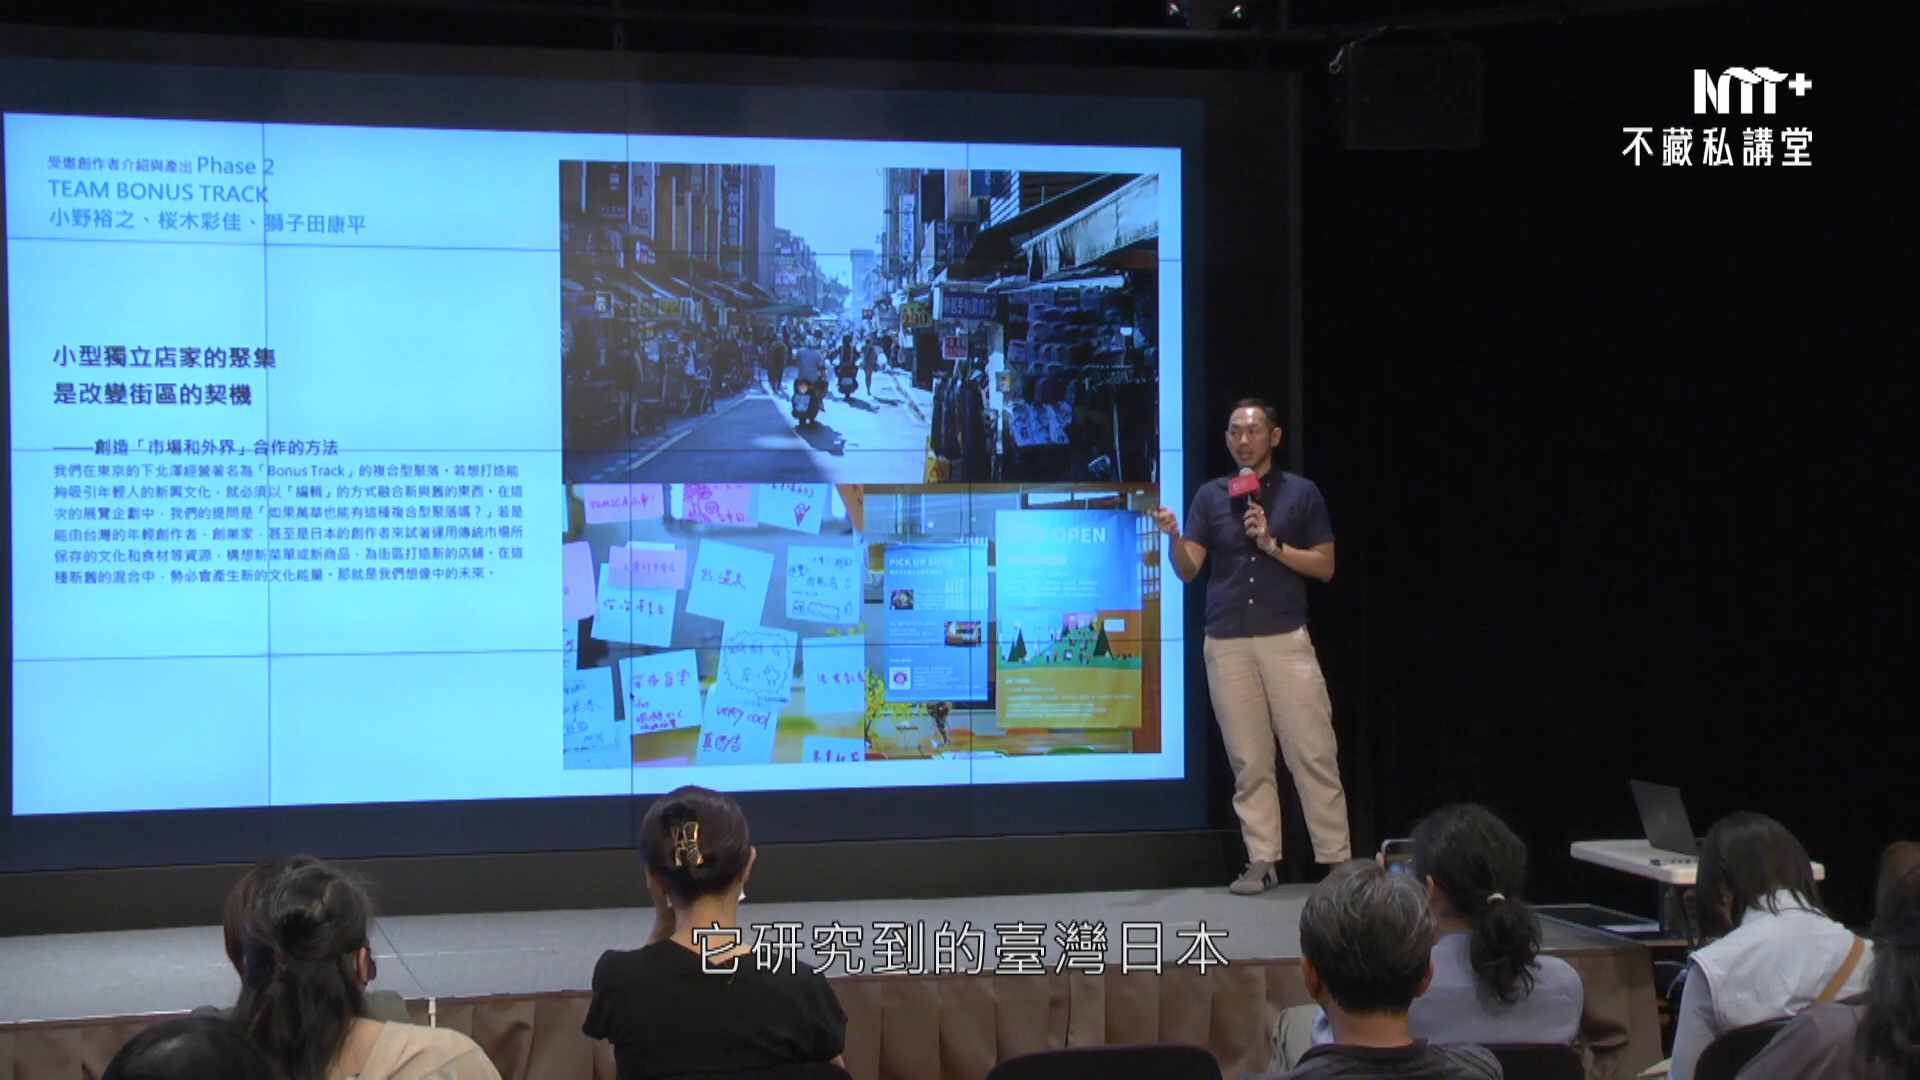 NTT+
不藏私講堂
受邀創作者介紹與產出 Phase 2
TEAM BONUS TRACK
小野裕之、桜木彩佳、獅子田康平
小型獨立店家的聚集
是改變街區的契機
——創造「市場和外界」合作的方法
我們在東京的下北澤經營著名為「Bonus Track」的複合型聚落。若想打造能
夠吸引年輕人的新興文化，就必須以「編輯」的方式融合新與舊的東西。在這
次的展覽企劃中，我們的提問是「如果萬華也能有這種複合型聚落嗎？」若是
能由台灣的年輕創作者、創業家，甚至是日本的創作者來試著運用傳統市場所
保存的文化和食材等資源，構想新菜單或新商品，為街區打造新的店舖。在這
種新舊的混合中，勢必會產生新的文化能量。那就是我們想像中的未來。
OPEN
PICK UP SHOP
very cool
它研究到的臺灣日本